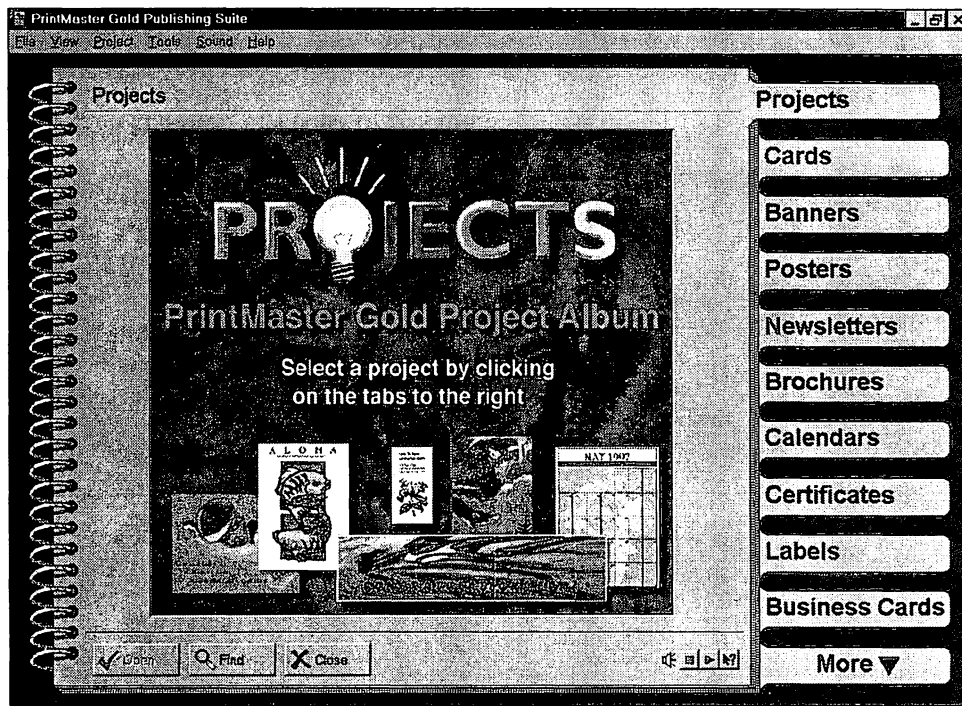 PrintMaster Gold Publishing Suite
File View Project Tools Sound Help
Projects
PROJECTS
PrintMaster Gold Project Album
Select a project by clicking
on the tabs to the right
ALOHA
MAY 1997
Open Find Close
Projects
Cards
Banners
Posters
Newsletters
Brochures
Calendars
Certificates
Labels
Business Cards
More